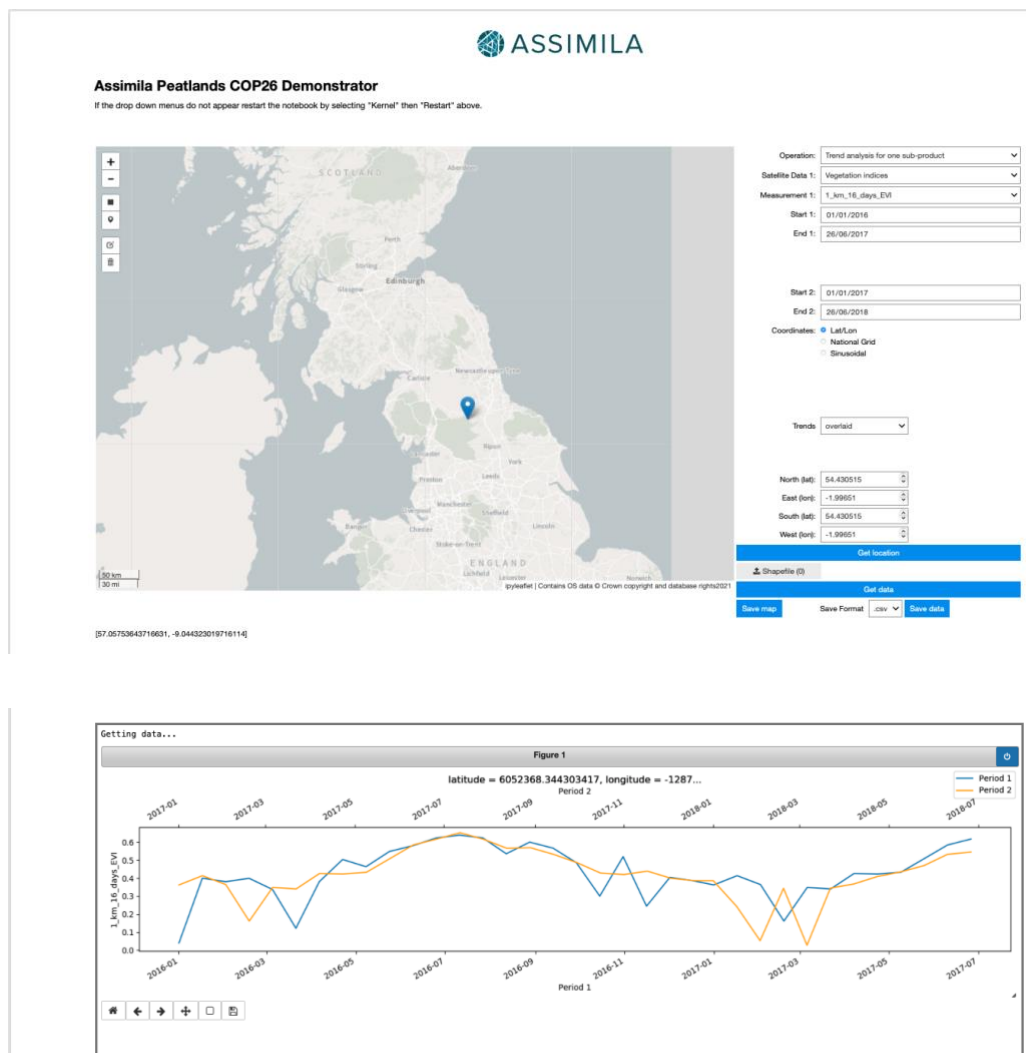 ASSIMILA
Assimila Peatlands COP26 Demonstrator
If the drop down menus do not appear restart the notebook by selecting "Kernel" then "Restart" above.
+
−
SCOTLAND
Aberdeen
Perth
Stirling
Edinburgh
Glasgow
Newcastle upon Tyne
Carlisle
Ripon
Lancaster
York
Preston
Leeds
Liverpool
Manchester
Sheffield
Bangor
Chester
Lincoln
Stoke-on-Trent
ENGLAND
Lichfield
Leicester
Norwich
50 km
30 mi
ipyleaflet | Contains OS data © Crown copyright and database rights2021
[57.05753643716631, -9.044323019716114]
Operation: Trend analysis for one sub-product
Satellite Data 1: Vegetation indices
Measurement 1: 1_km_16_days_EVI
Start 1: 01/01/2016
End 1: 26/06/2017
Start 2: 01/01/2017
End 2: 26/06/2018
Coordinates: Lat/Lon
National Grid
Sinusoidal
Trends overlaid
North (lat): 54.430515
East (lon): -1.99651
South (lat): 54.430515
West (lon): -1.99651
Get location
Shapefile (0)
Get data
Save map Save Format .csv Save data
Getting data...
Figure 1
latitude = 6052368.344303417, longitude = -1287...
Period 2
Period 1
Period 2
2017-01 2017-03 2017-05 2017-07 2017-09 2017-11 2018-01 2018-03 2018-05 2018-07
1_km_16_days_EVI
0.6
0.5
0.4
0.3
0.2
0.1
0.0
2016-01 2016-03 2016-05 2016-07 2016-09 2016-11 2017-01 2017-03 2017-05 2017-07
Period 1